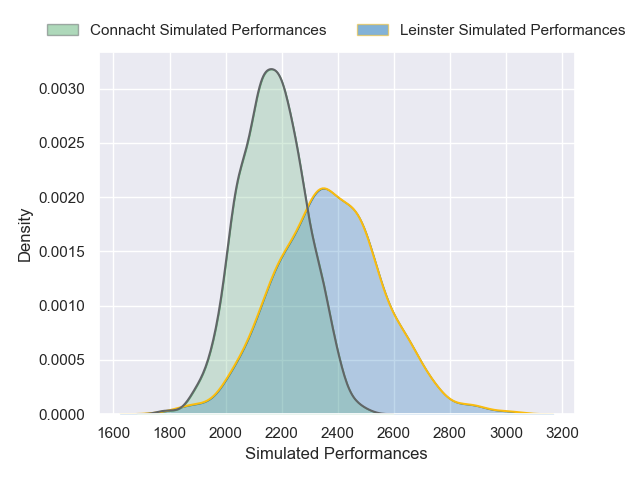 Connacht Simulated Performances Leinster Simulated Performances
0.0030
0.0025
0.0020
0.0015
0.0010
0.0005
0.0000
Density
1600 1800 2000 2200 2400 2600 2800 3000 3200
Simulated Performances